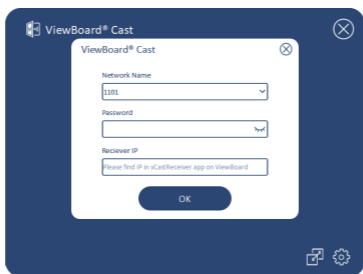 ViewBoard® Cast
ViewBoard® Cast
Network Name
1101
Password
Reciever IP
Please find IP in vCastReceiver app on ViewBoard
OK